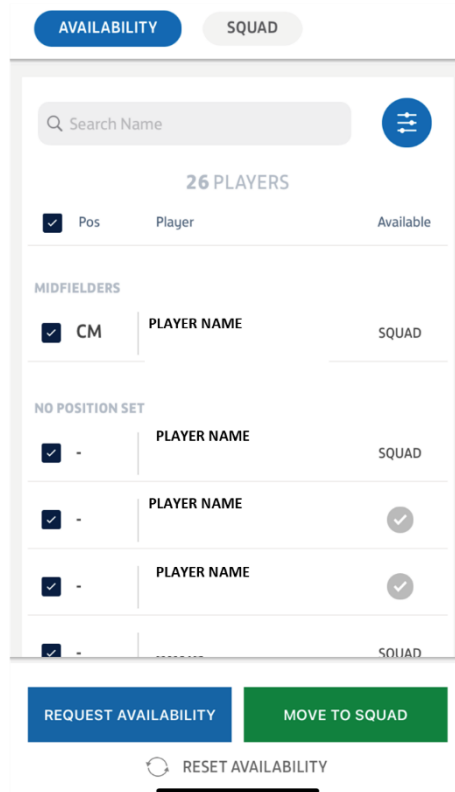 AVAILABILITY SQUAD
Search Name
26 PLAYERS
Pos Player Available
MIDFIELDERS
CM PLAYER NAME SQUAD
NO POSITION SET
- PLAYER NAME SQUAD
- PLAYER NAME
- PLAYER NAME
- SQUAD
REQUEST AVAILABILITY MOVE TO SQUAD
RESET AVAILABILITY